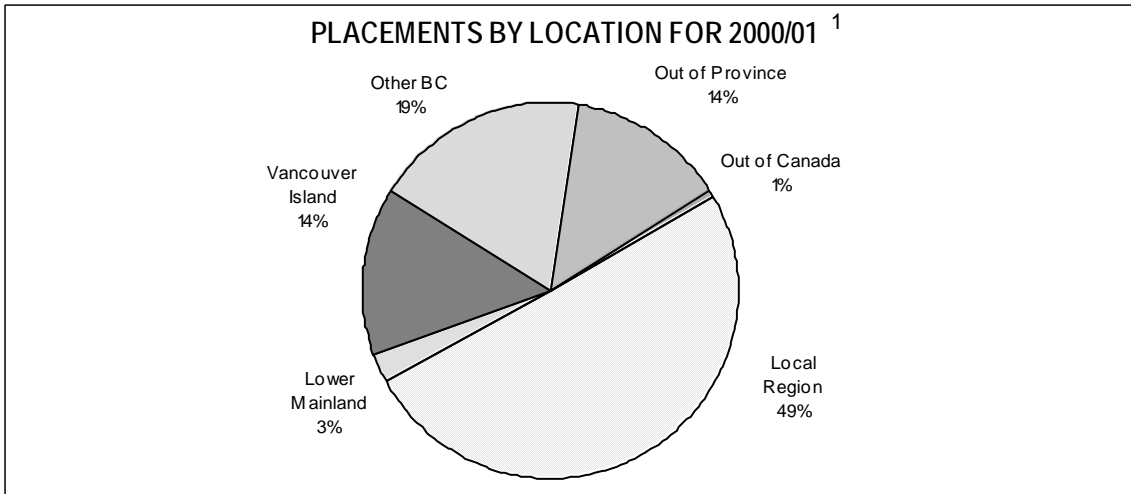 PLACEMENTS BY LOCATION FOR 2000/01 1
Other BC
19%
Out of Province
14%
Out of Canada
1%
Vancouver
Island
14%
Local
Region
49%
Lower
Mainland
3%